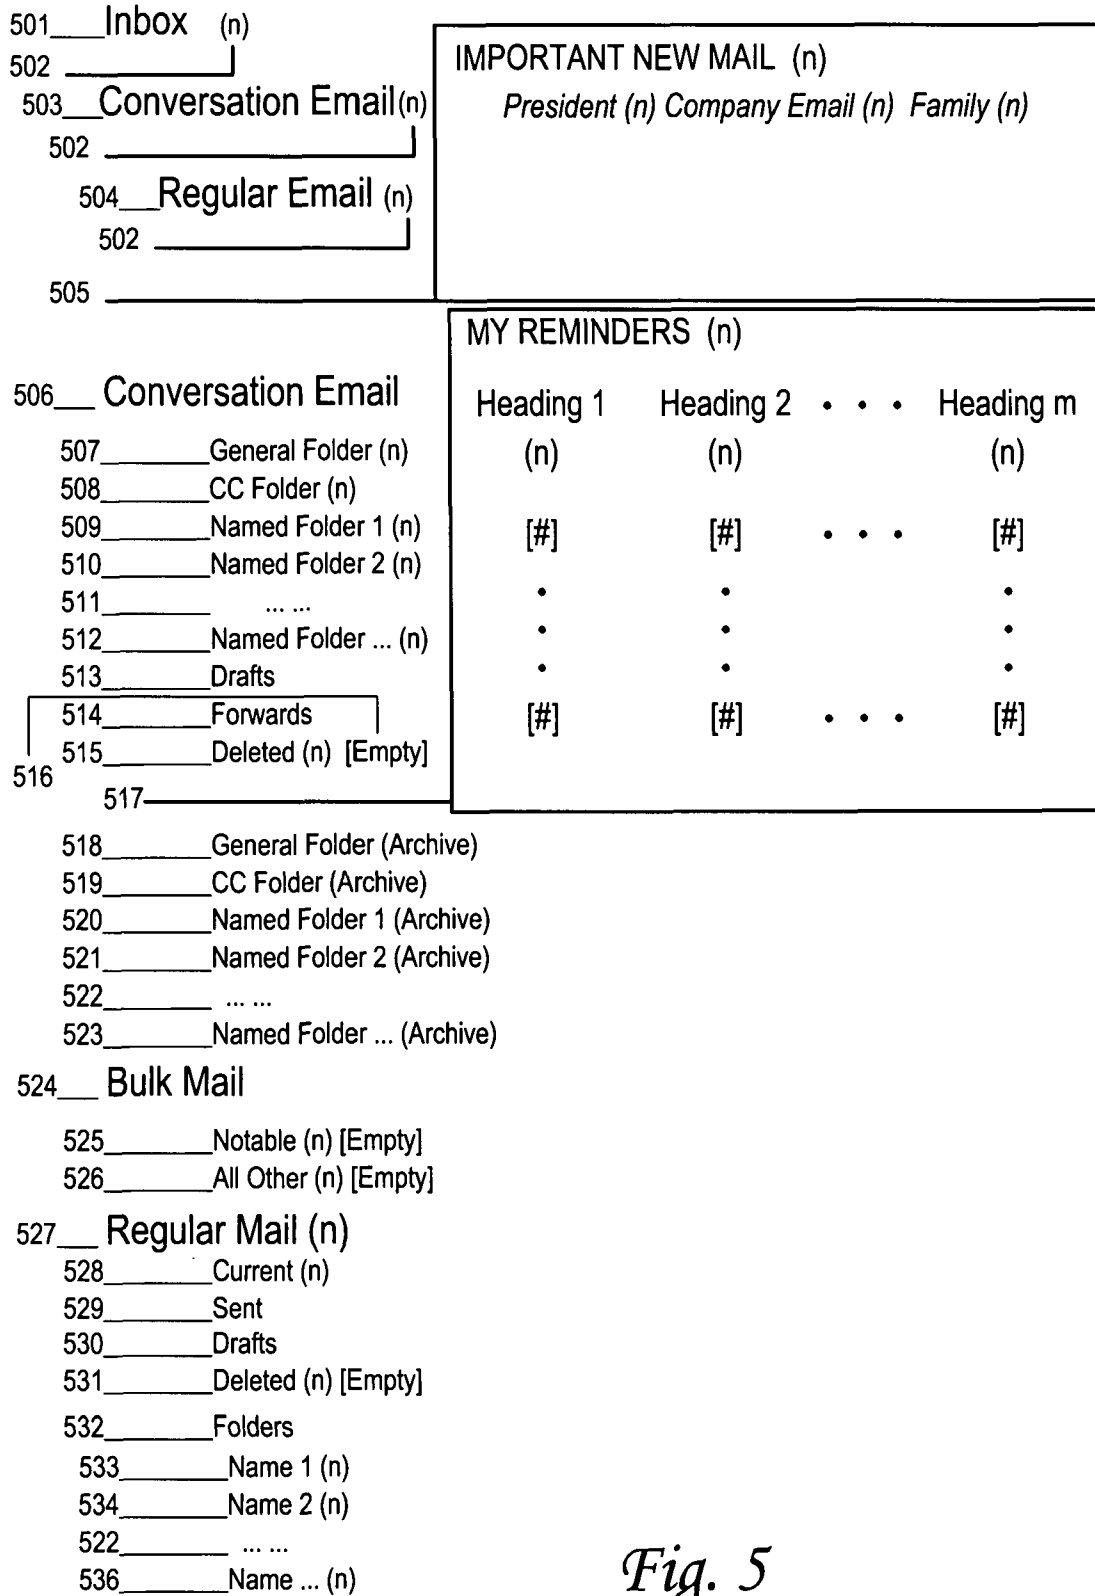 501 Inbox (n)
502
503 Conversation Email (n)
502
504 Regular Email (n)
502
505
IMPORTANT NEW MAIL (n)
President (n) Company Email (n) Family (n)
MY REMINDERS (n)
Heading 1 Heading 2 • • • Heading m
(n) (n) (n)
[#] [#] • • • [#]
• • •
• • •
• • •
[#] [#] • • • [#]
506 Conversation Email
507 General Folder (n)
508 CC Folder (n)
509 Named Folder 1 (n)
510 Named Folder 2 (n)
511 ... ...
512 Named Folder ... (n)
513 Drafts
514 Forwards
515 Deleted (n) [Empty]
516
517
518 General Folder (Archive)
519 CC Folder (Archive)
520 Named Folder 1 (Archive)
521 Named Folder 2 (Archive)
522 ... ...
523 Named Folder ... (Archive)
524 Bulk Mail
525 Notable (n) [Empty]
526 All Other (n) [Empty]
527 Regular Mail (n)
528 Current (n)
529 Sent
530 Drafts
531 Deleted (n) [Empty]
532 Folders
533 Name 1 (n)
534 Name 2 (n)
522 ... ...
536 Name ... (n)
Fig. 5